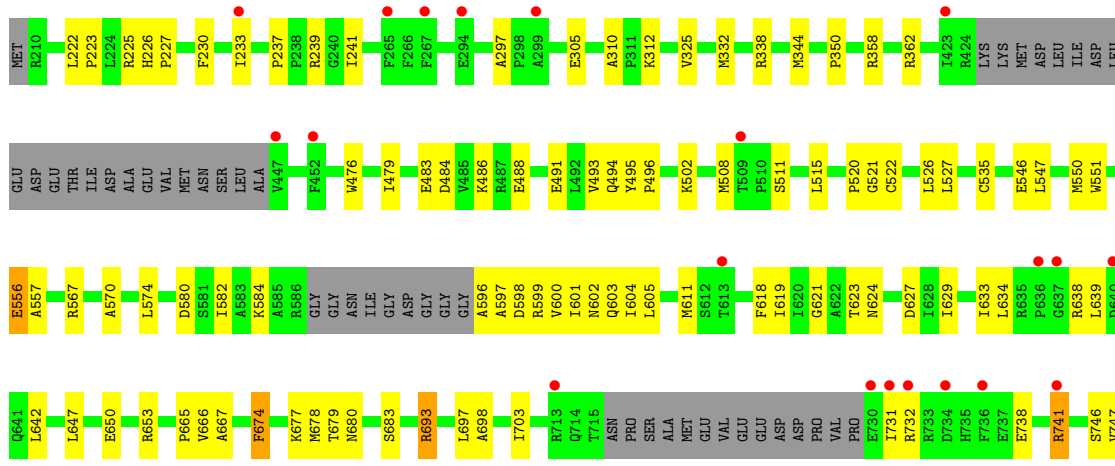 MET R210 L222 P223 L224 R225 H226 P227 F230 I233 P237 P238 R239 G240 I241 F265 F266 F267 E294 A297 P298 A299 E305 A310 P311 K312 V325 M332 R338 M344 P350 R358 R362 I423 R424 LYS LYS MET ASP LEU ILE ASP LEU
GLU ASP GLU THR ILE ASP ALA GLU VAL MET ASN SER LEU ALA V447 F452 W476 I479 E483 D484 V485 K486 R487 E488 E491 L492 V493 Q494 Y495 P496 K502 M508 T509 P510 S511 L515 P520 G521 C522 L526 L527 C535 E546 L547 M550 W551
E556 A557 R567 A570 L574 D580 S581 I582 A583 K584 A585 R586 GLY GLY ASN ILE GLY ASP GLY GLY GLY A596 A597 D598 R599 V600 I601 N602 Q603 I604 L605 M611 S612 T613 F618 I619 I620 G621 A622 T623 N624 D627 I628 I629 I633 L634 R635 P636 G637 R638 L639 D640
Q641 L642 L647 E650 R653 P665 V666 A667 F674 K677 M678 T679 N680 S683 R693 L697 A698 I703 R713 Q714 T715 ASN PRO SER ALA MET GLU VAL GLU GLU ASP ASP PRO VAL PRO E730 I731 R732 R733 D734 H735 F736 E737 E738 R741 S746 V747